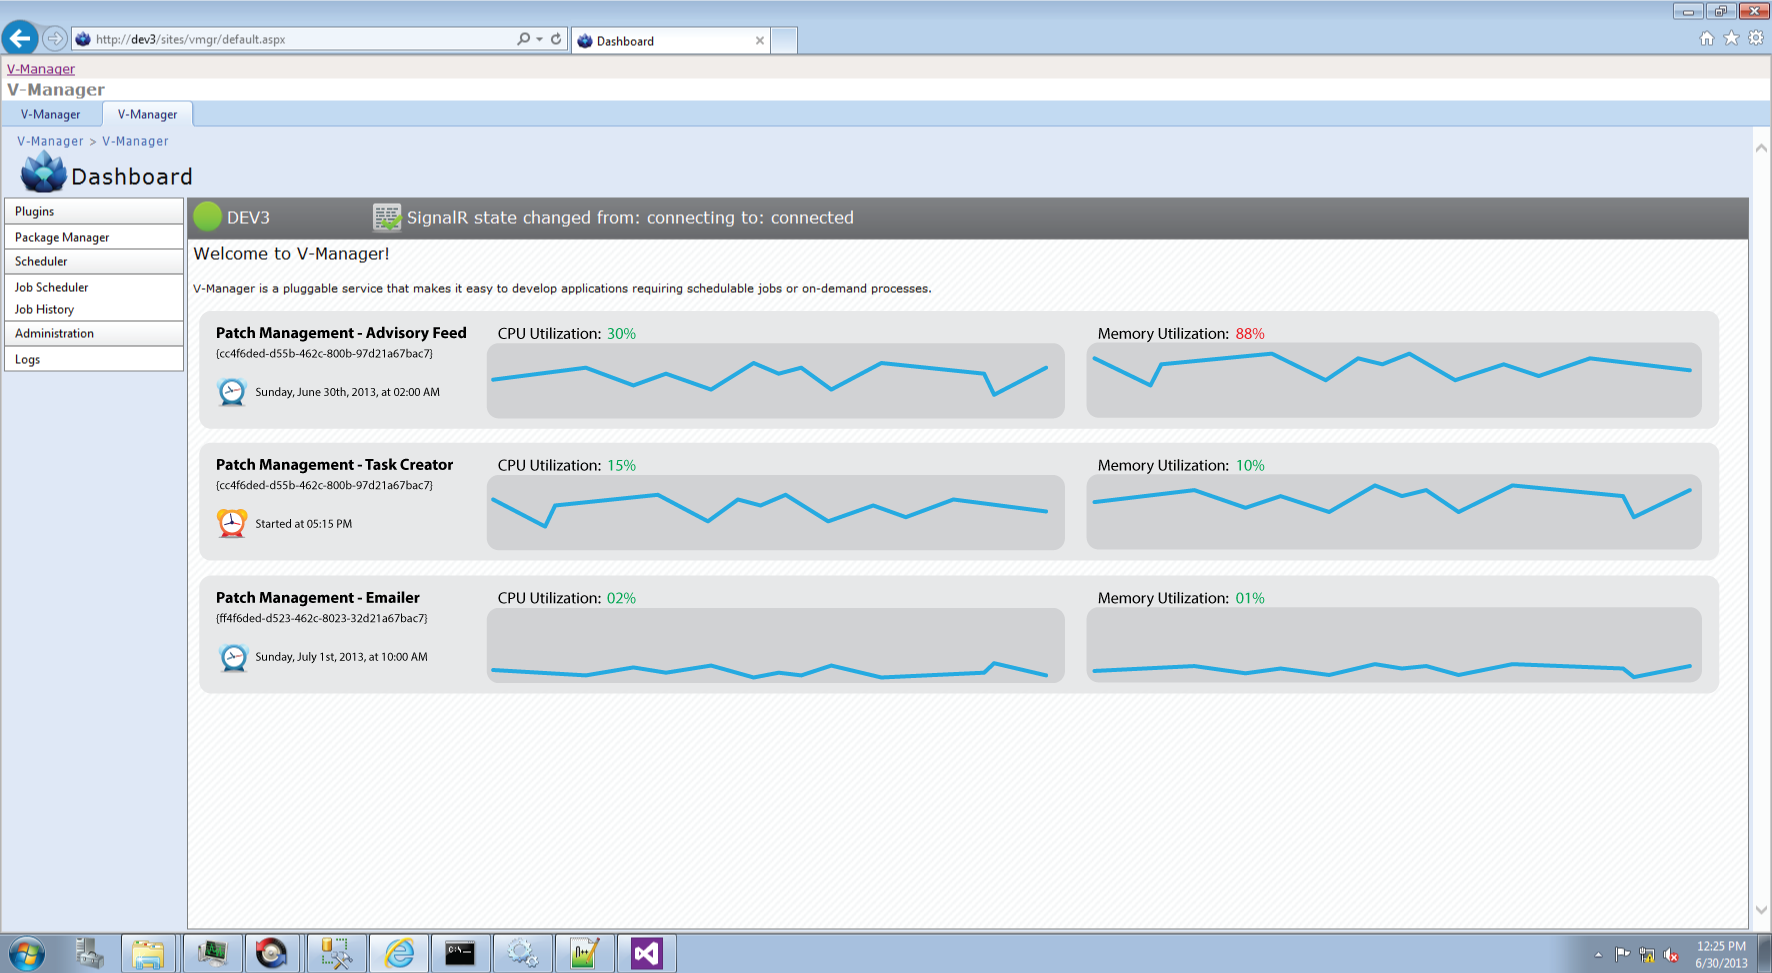 http://dev3/sites/vmgr/default.aspx
Dashboard
V-Manager
V-Manager
V-Manager
V-Manager
V-Manager > V-Manager
Dashboard
Plugins
Package Manager
Scheduler
Job Scheduler
Job History
Administration
Logs
DEV3
SignalR state changed from: connecting to: connected
Welcome to V-Manager!
V-Manager is a pluggable service that makes it easy to develop applications requiring schedulable jobs or on-demand processes.
Patch Management - Advisory Feed
{cc4f6ded-d55b-462c-800b-97d21a67bac7}
Sunday, June 30th, 2013, at 02:00 AM
CPU Utilization: 30%
Memory Utilization: 88%
Patch Management - Task Creator
{cc4f6ded-d55b-462c-800b-97d21a67bac7}
Started at 05:15 PM
CPU Utilization: 15%
Memory Utilization: 10%
Patch Management - Emailer
{ff4f6ded-d523-462c-8023-32d21a67bac7}
Sunday, July 1st, 2013, at 10:00 AM
CPU Utilization: 02%
Memory Utilization: 01%
12:25 PM
6/30/2013